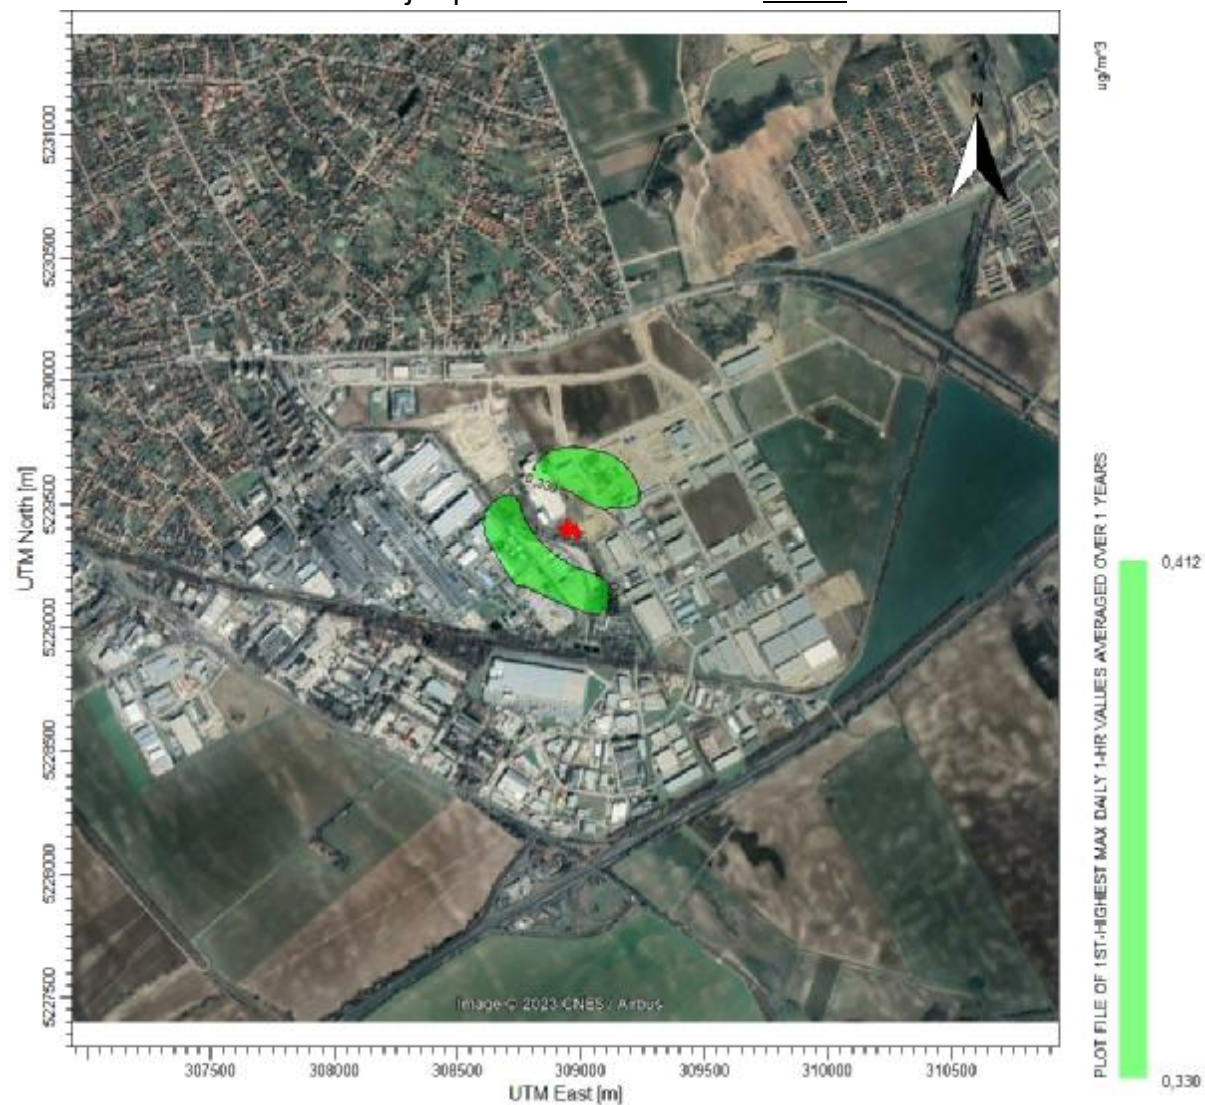 ug/m^3
N
5231000
5230500
5230000
5229500
5229000
5228500
5228000
5227500
UTM North [m]
Image © 2023 CNES / Airbus
307500 308000 308500 309000 309500 310000 310500
UTM East [m]
PLOT FILE OF 1ST-HIGHEST MAX DAILY 1-HR VALUES AVERAGED OVER 1 YEARS
0,412
0,330